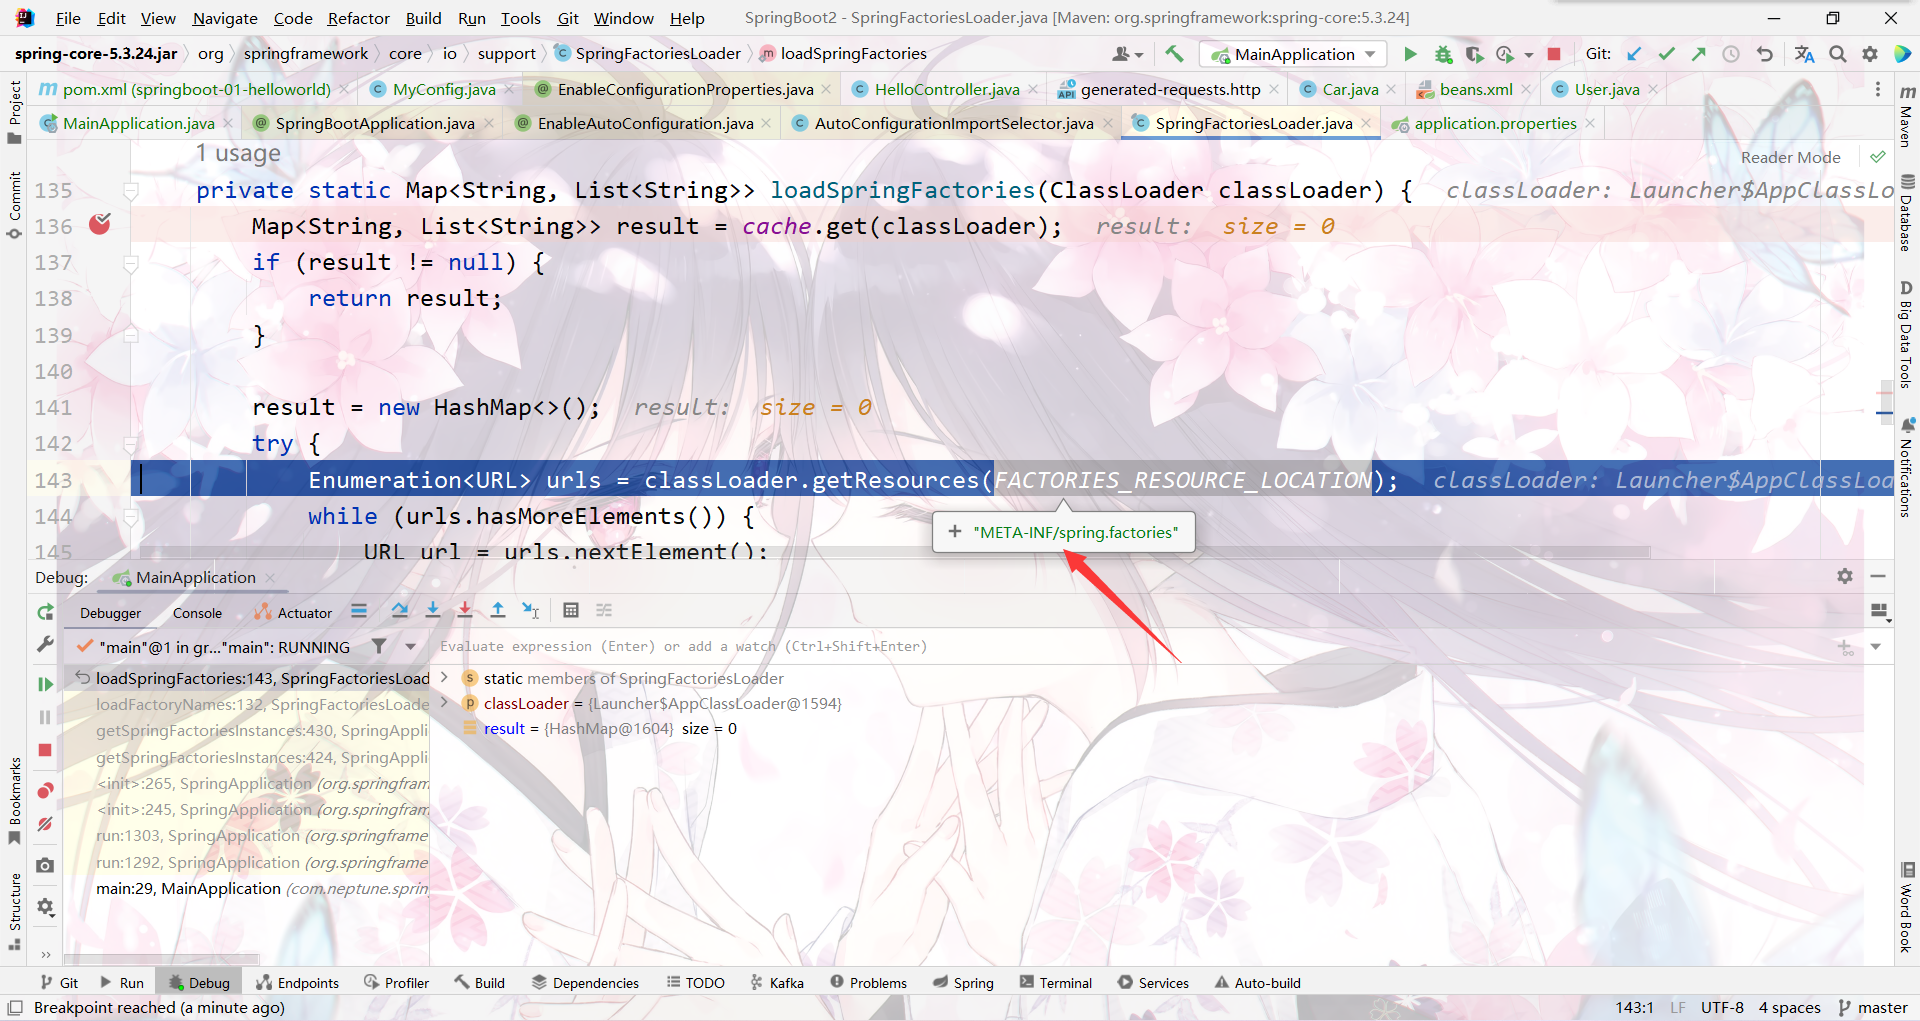 File Edit View Navigate Code Refactor Build Run Tools Git Window Help SpringBoot2 - SpringFactoriesLoader.java [Maven: org.springframework:spring-core:5.3.24]
spring-core-5.3.24.jar org springframework core io support SpringFactoriesLoader loadSpringFactories MainApplication Git:
pom.xml (springboot-01-helloworld) MyConfig.java EnableConfigurationProperties.java HelloController.java generated-requests.http Car.java beans.xml User.java
MainApplication.java SpringBootApplication.java EnableAutoConfiguration.java AutoConfigurationImportSelector.java SpringFactoriesLoader.java application.properties
1 usage Reader Mode
135 private static Map<String, List<String>> loadSpringFactories(ClassLoader classLoader) { classLoader: Launcher$AppClassLo
136 Map<String, List<String>> result = cache.get(classLoader); result: size = 0
137 if (result != null) {
138 return result;
139 }
140
141 result = new HashMap<>(); result: size = 0
142 try {
143 Enumeration<URL> urls = classLoader.getResources(FACTORIES_RESOURCE_LOCATION); classLoader: Launcher$AppClassLoa
144 while (urls.hasMoreElements()) {
+ "META-INF/spring.factories"
145 URL url = urls.nextElement();
Debug: MainApplication
Debugger Console Actuator
"main"@1 in gr..."main": RUNNING
Evaluate expression (Enter) or add a watch (Ctrl+Shift+Enter)
loadSpringFactories:143, SpringFactoriesLoad
loadFactoryNames:132, SpringFactoriesLoade
getSpringFactoriesInstances:430, SpringAppli
getSpringFactoriesInstances:424, SpringAppli
<init>:265, SpringApplication (org.springfram
<init>:245, SpringApplication (org.springfram
run:1303, SpringApplication (org.springframe
run:1292, SpringApplication (org.springframe
main:29, MainApplication (com.neptune.sprin
static members of SpringFactoriesLoader
classLoader = {Launcher$AppClassLoader@1594}
result = {HashMap@1604} size = 0
Project
Commit
Bookmarks
Structure
Maven
Database
Big Data Tools
Notifications
Word Book
Git Run Debug Endpoints Profiler Build Dependencies TODO Kafka Problems Spring Terminal Services Auto-build
Breakpoint reached (a minute ago) 143:1 LF UTF-8 4 spaces master